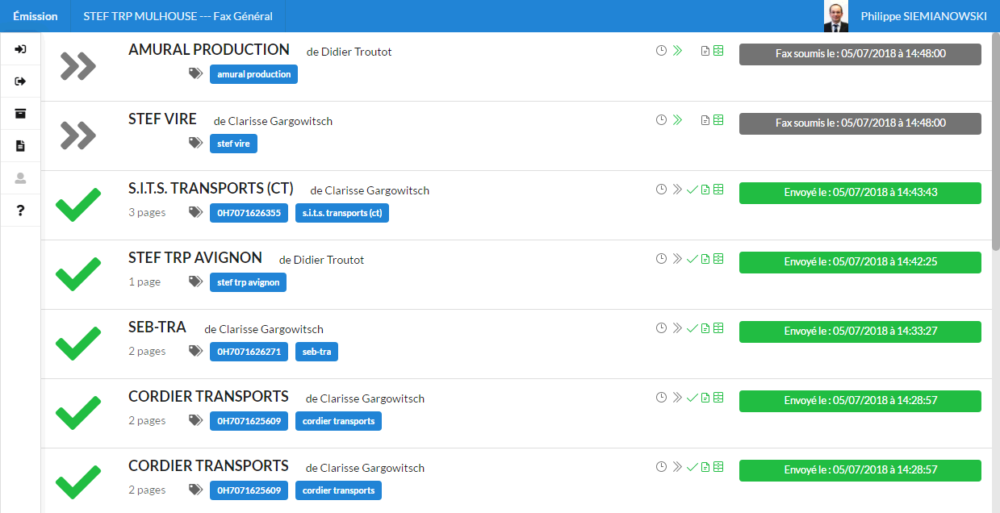 Émission STEF TRP MULHOUSE --- Fax Général Philippe SIEMIANOWSKI
AMURAL PRODUCTION de Didier Troutot Fax soumis le : 05/07/2018 à 14:48:00
amural production
STEF VIRE de Clarisse Gargowitsch Fax soumis le : 05/07/2018 à 14:48:00
stef vire
S.I.T.S. TRANSPORTS (CT) de Clarisse Gargowitsch Envoyé le : 05/07/2018 à 14:43:43
3 pages 0H7071626355 s.i.t.s. transports (ct)
STEF TRP AVIGNON de Didier Troutot Envoyé le : 05/07/2018 à 14:42:25
1 page stef trp avignon
SEB-TRA de Clarisse Gargowitsch Envoyé le : 05/07/2018 à 14:33:27
2 pages 0H7071626271 seb-tra
CORDIER TRANSPORTS de Clarisse Gargowitsch Envoyé le : 05/07/2018 à 14:28:57
2 pages 0H7071625609 cordier transports
CORDIER TRANSPORTS de Clarisse Gargowitsch Envoyé le : 05/07/2018 à 14:28:57
2 pages 0H7071625609 cordier transports